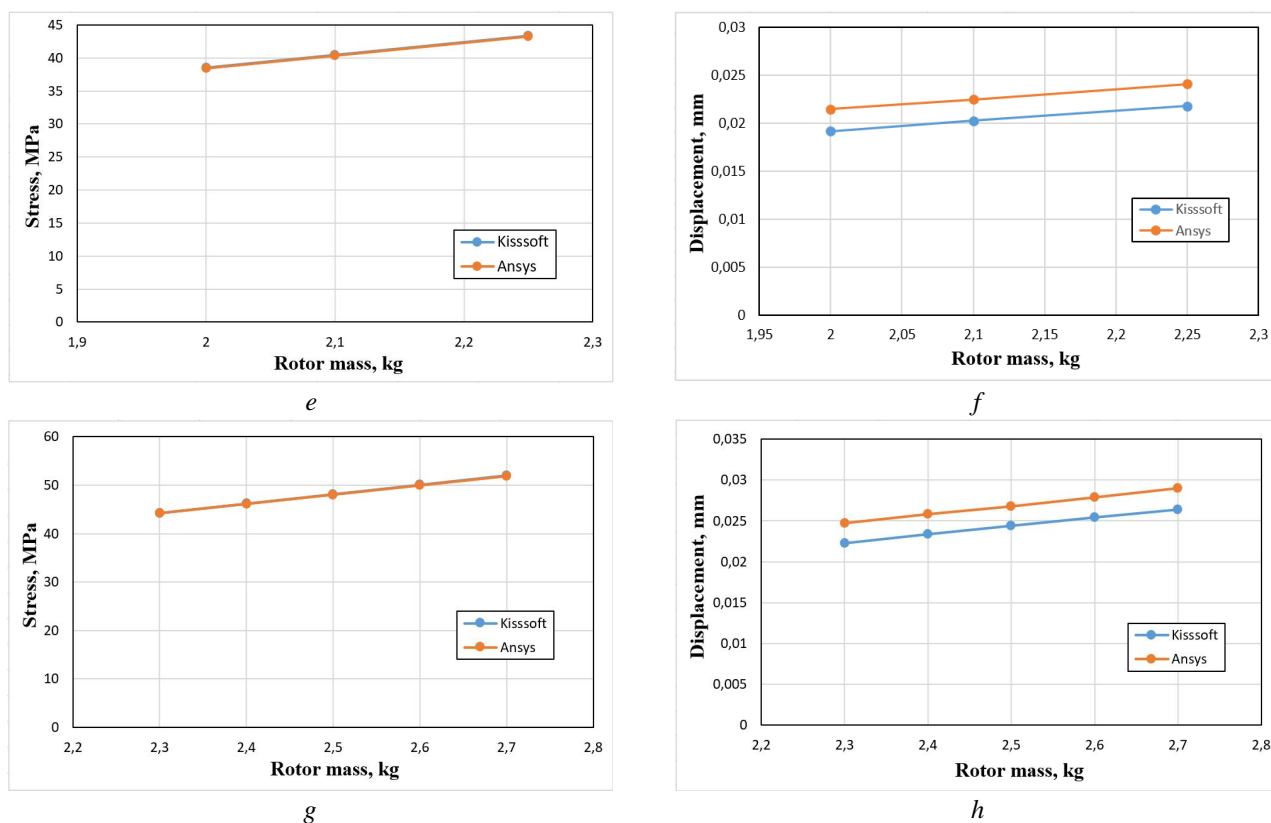 45
40
35
30
25
20
15
10
5
0
Stress, MPa
Kisssoft
Ansys
1,9 2 2,1 2,2 2,3
Rotor mass, kg
e
0,03
0,025
0,02
0,015
0,01
0,005
0
Displacement, mm
Kisssoft
Ansys
1,95 2 2,05 2,1 2,15 2,2 2,25 2,3
Rotor mass, kg
f
60
50
40
30
20
10
0
Stress, MPa
Kisssoft
Ansys
2,2 2,3 2,4 2,5 2,6 2,7 2,8
Rotor mass, kg
g
0,035
0,03
0,025
0,02
0,015
0,01
0,005
0
Displacement, mm
Kisssoft
Ansys
2,2 2,3 2,4 2,5 2,6 2,7 2,8
Rotor mass, kg
h